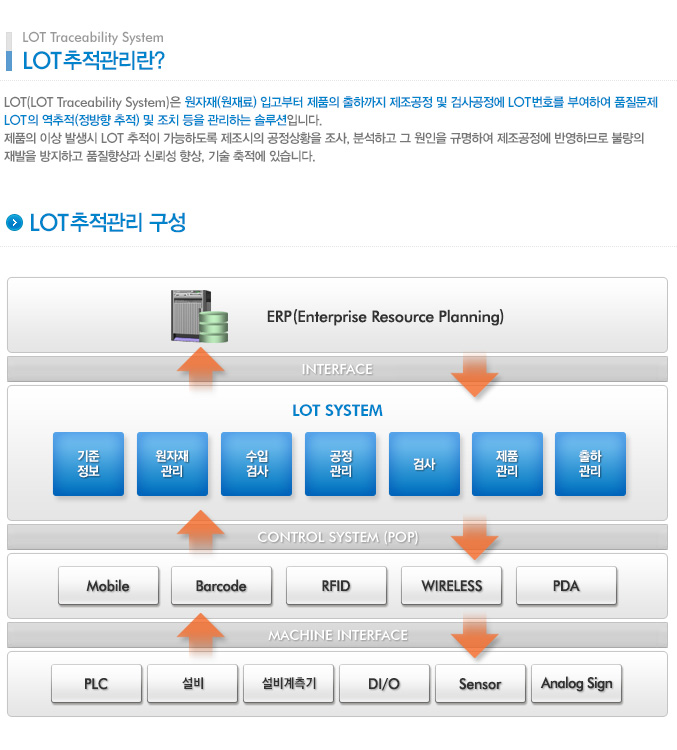 LOT Traceability System
LOT추적관리란?
LOT(LOT Traceability System)은 원자재(원재료) 입고부터 제품의 출하까지 제조공정 및 검사공정에 LOT번호를 부여하여 품질문제
LOT의 역추적(정방향 추적) 및 조치 등을 관리하는 솔루션입니다.
제품의 이상 발생시 LOT 추적이 가능하도록 제조시의 공정상황을 조사, 분석하고 그 원인을 규명하여 제조공정에 반영하므로 불량의
재발을 방지하고 품질향상과 신뢰성 향상, 기술 축적에 있습니다.
LOT추적관리 구성
ERP(Enterprise Resource Planning)
INTERFACE
LOT SYSTEM
기준
정보
원자재
관리
수입
검사
공정
관리
검사
제품
관리
출하
관리
CONTROL SYSTEM (POP)
Mobile
Barcode
RFID
WIRELESS
PDA
MACHINE INTERFACE
PLC
설비
설비계측기
DI/O
Sensor
Analog Sign